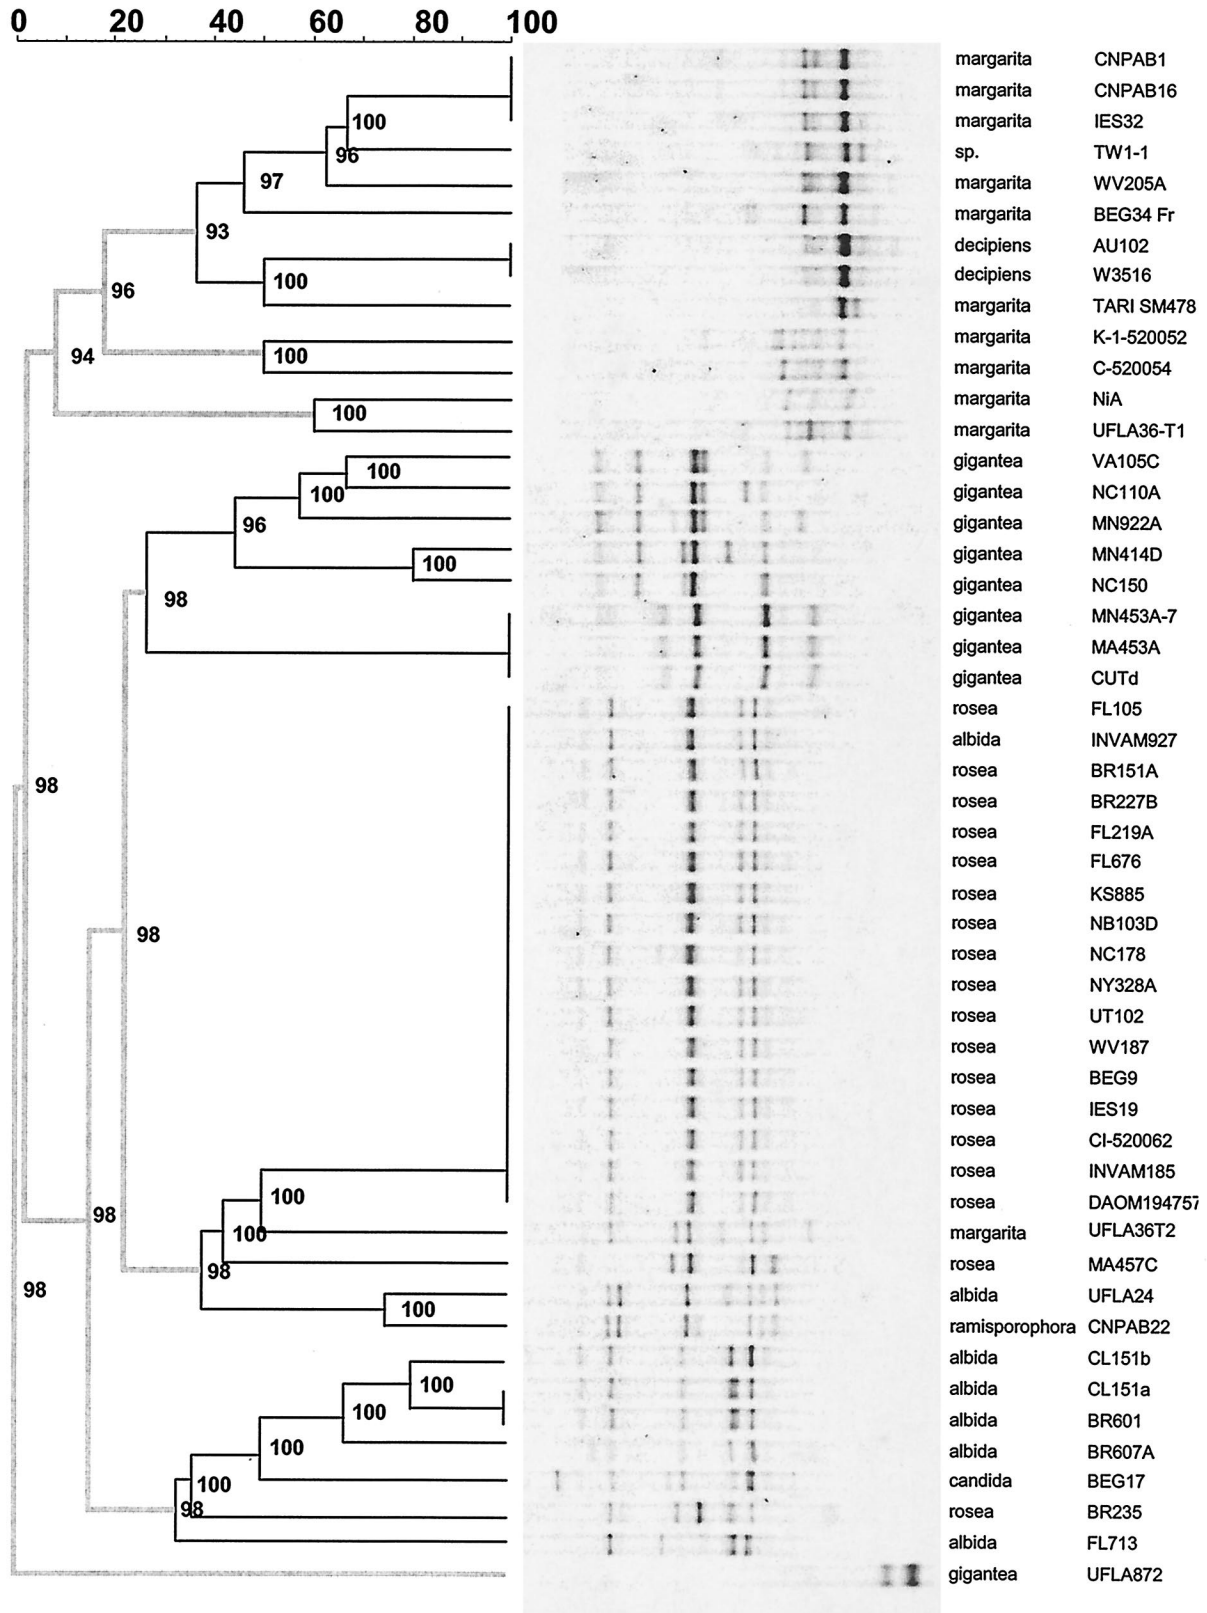 0 20 40 60 80 100
margarita CNPAB1
margarita CNPAB16
100 margarita IES32
96 sp. TW1-1
97 margarita WV205A
margarita BEG34 Fr
93 decipiens AU102
100 decipiens W3516
96 margarita TARI SM478
margarita K-1-520052
94 100 margarita C-520054
margarita NiA
100 margarita UFLA36-T1
100 gigantea VA105C
100 gigantea NC110A
96 gigantea MN922A
100 gigantea MN414D
98 gigantea NC150
gigantea MN453A-7
gigantea MA453A
gigantea CUTd
rosea FL105
albida INVAM927
98 rosea BR151A
rosea BR227B
rosea FL219A
rosea FL676
rosea KS885
98 rosea NB103D
rosea NC178
rosea NY328A
rosea UT102
rosea WV187
rosea BEG9
rosea IES19
rosea CI-520062
rosea INVAM185
98 100 rosea DAOM194757
100 margarita UFLA36T2
98 rosea MA457C
98 100 albida UFLA24
ramisporophora CNPAB22
albida CL151b
100 albida CL151a
100 albida BR601
100 albida BR607A
100 candida BEG17
98 rosea BR235
albida FL713
gigantea UFLA872